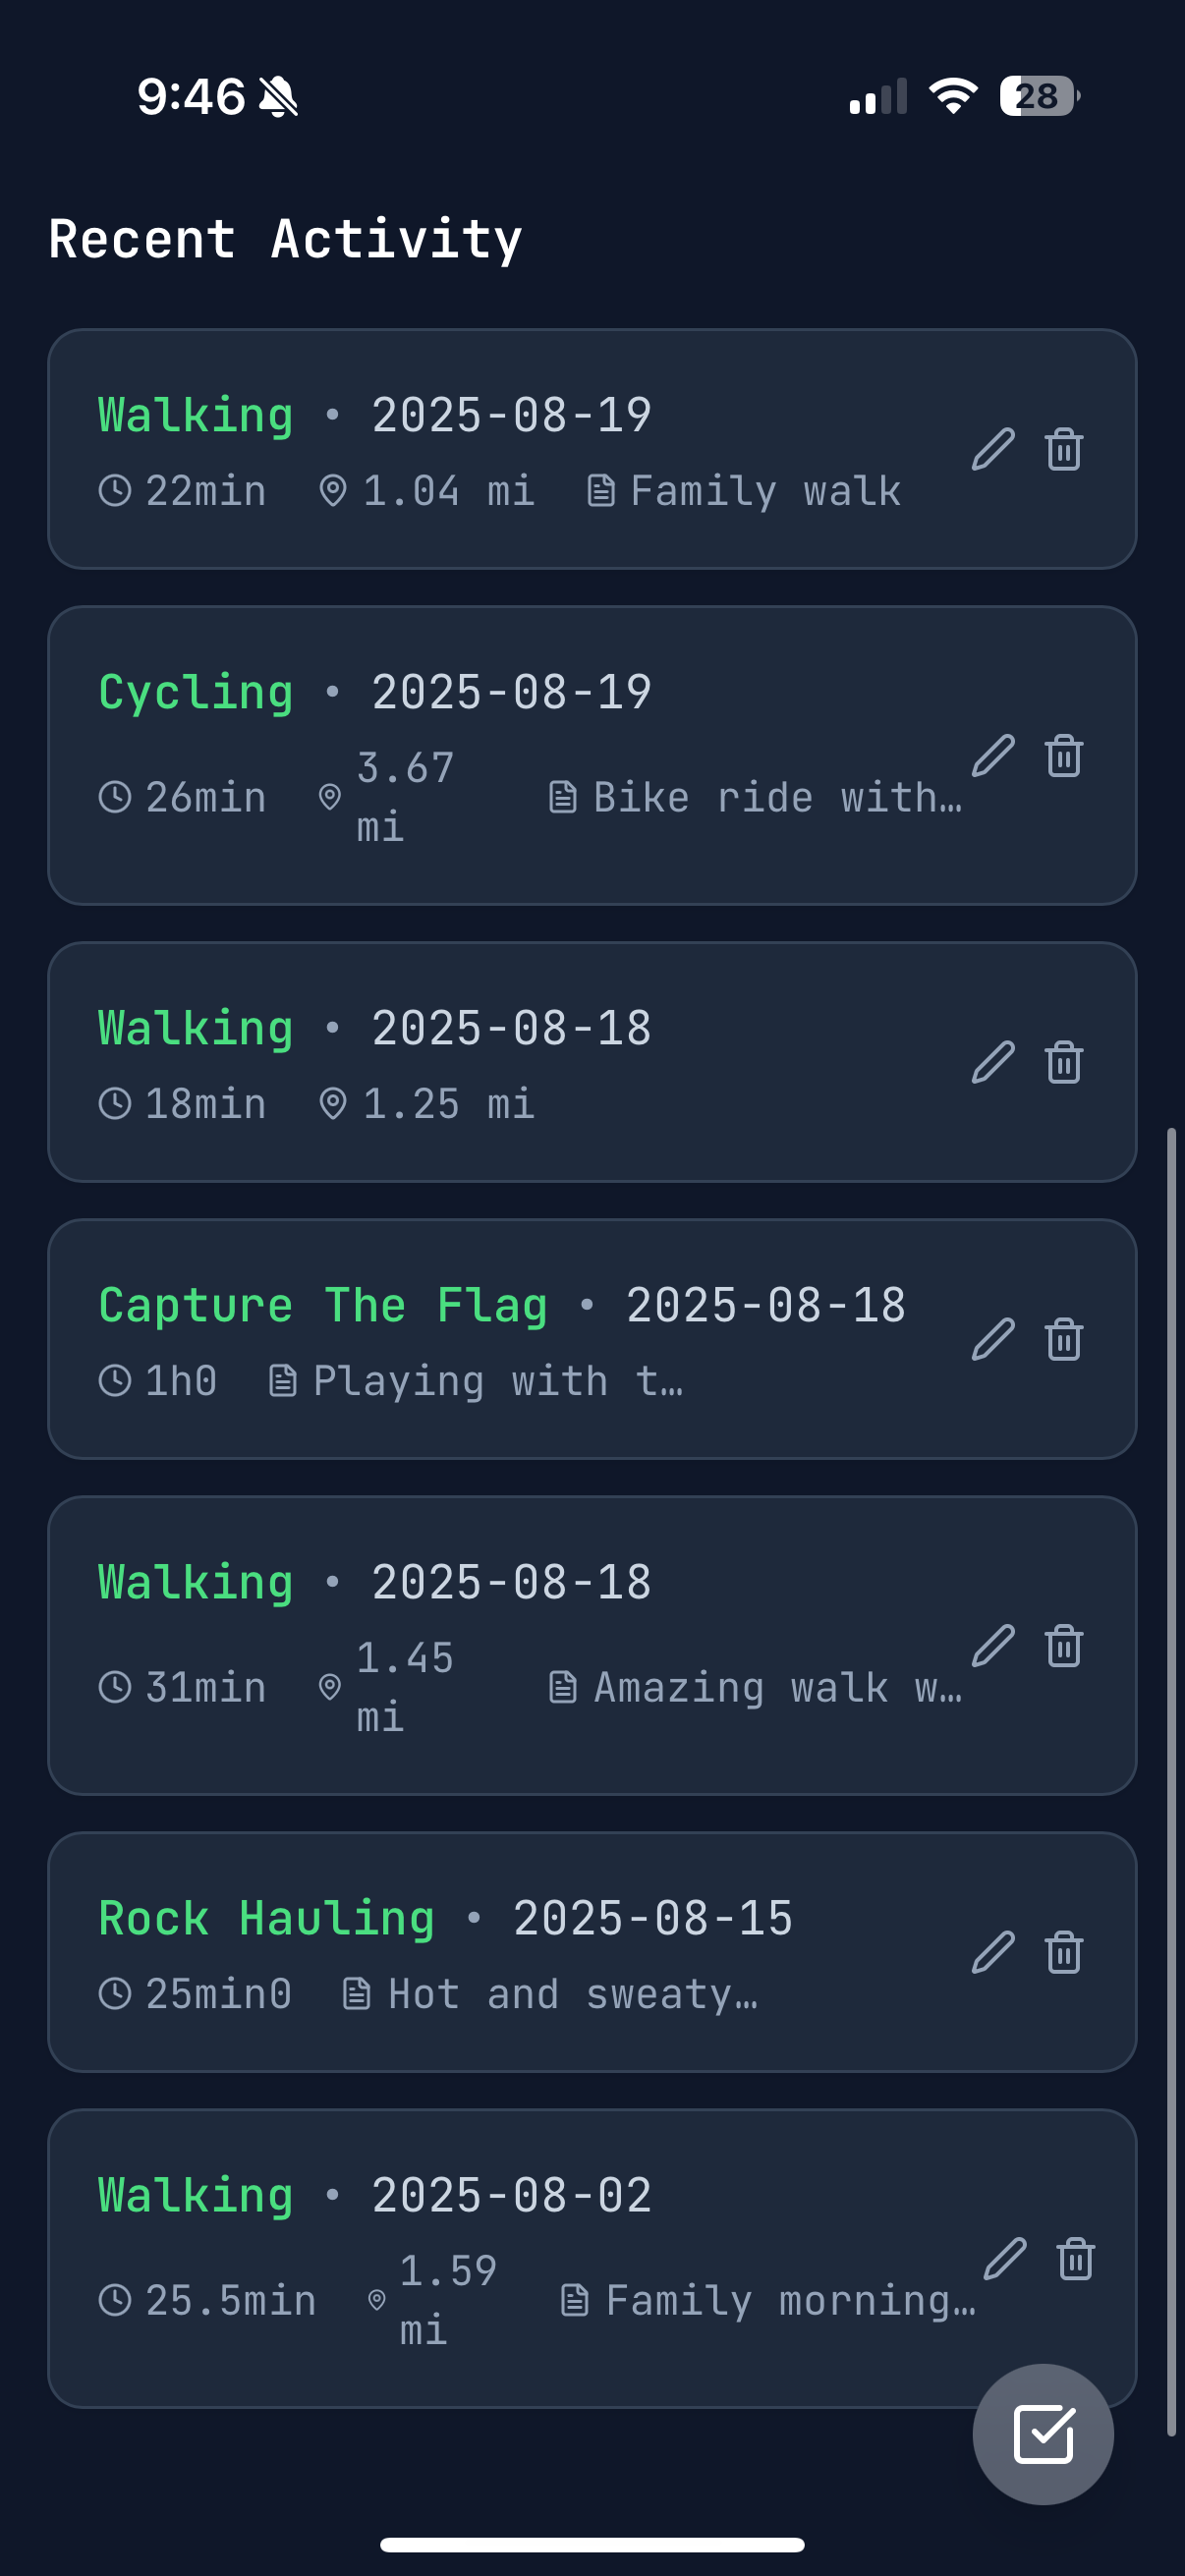 9:46
28
Recent Activity
Walking • 2025-08-19
22min 1.04 mi Family walk
Cycling • 2025-08-19
26min 3.67 mi Bike ride with…
Walking • 2025-08-18
18min 1.25 mi
Capture The Flag • 2025-08-18
1h0 Playing with t…
Walking • 2025-08-18
31min 1.45 mi Amazing walk w…
Rock Hauling • 2025-08-15
25min0 Hot and sweaty…
Walking • 2025-08-02
25.5min 1.59 mi Family morning…